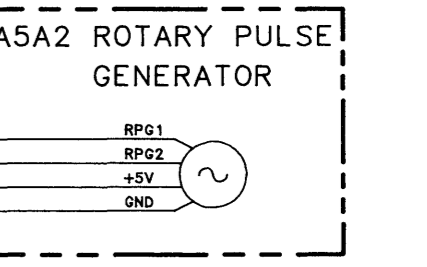 A5A2 ROTARY PULSE
GENERATOR
RPG1
RPG2
+5V
GND